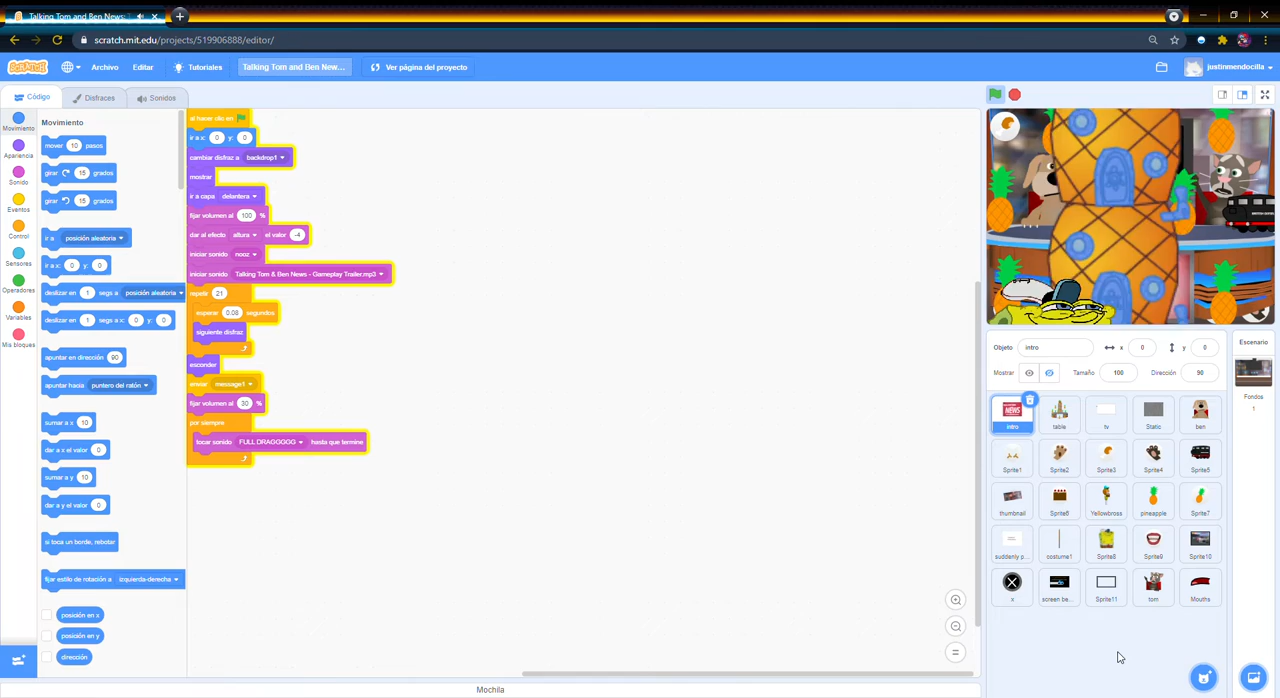 Talking Tom and Ben News:
scratch.mit.edu/projects/519906888/editor/
SCRATCH
Archivo
Editar
Tutoriales
Talking Tom and Ben New...
Ver página del proyecto
justinmendocilla
Código
Disfraces
Sonidos
Movimiento
Apariencia
Sonido
Eventos
Control
Sensores
Operadores
Variables
Mis bloques
Movimiento
mover 10 pasos
girar 15 grados
girar 15 grados
ir a posición aleatoria
ir a x: 0 y: 0
deslizar en 1 segs a posición aleatoria
deslizar en 1 segs a x: 0 y: 0
apuntar en dirección 90
apuntar hacia puntero del ratón
sumar a x 10
dar a x el valor 0
sumar a y 10
dar a y el valor 0
si toca un borde, rebotar
fijar estilo de rotación a izquierda-derecha
posición en x
posición en y
dirección
al hacer clic en
ir a x: 0 y: 0
cambiar disfraz a backdrop1
mostrar
ir a capa delantera
fijar volumen al 100 %
dar al efecto altura el valor -4
iniciar sonido nooz
iniciar sonido Talking Tom & Ben News - Gameplay Trailer.mp3
repetir 21
esperar 0.08 segundos
siguiente disfraz
esconder
enviar message1
fijar volumen al 30 %
por siempre
tocar sonido FULL DRAGGGGG hasta que termine
Mochila
Objeto intro x 0 y 0
Mostrar Tamaño 100 Dirección 90
NEWS
intro
table
tv
Static
ben
Sprite1
Sprite2
Sprite3
Sprite4
Sprite5
thumbnail
Sprite6
Yellowbross
pineapple
Sprite7
suddenly p...
costume1
Sprite8
Sprite9
Sprite10
x
screen be...
Sprite11
tom
Mouths
Escenario
Fondos
1